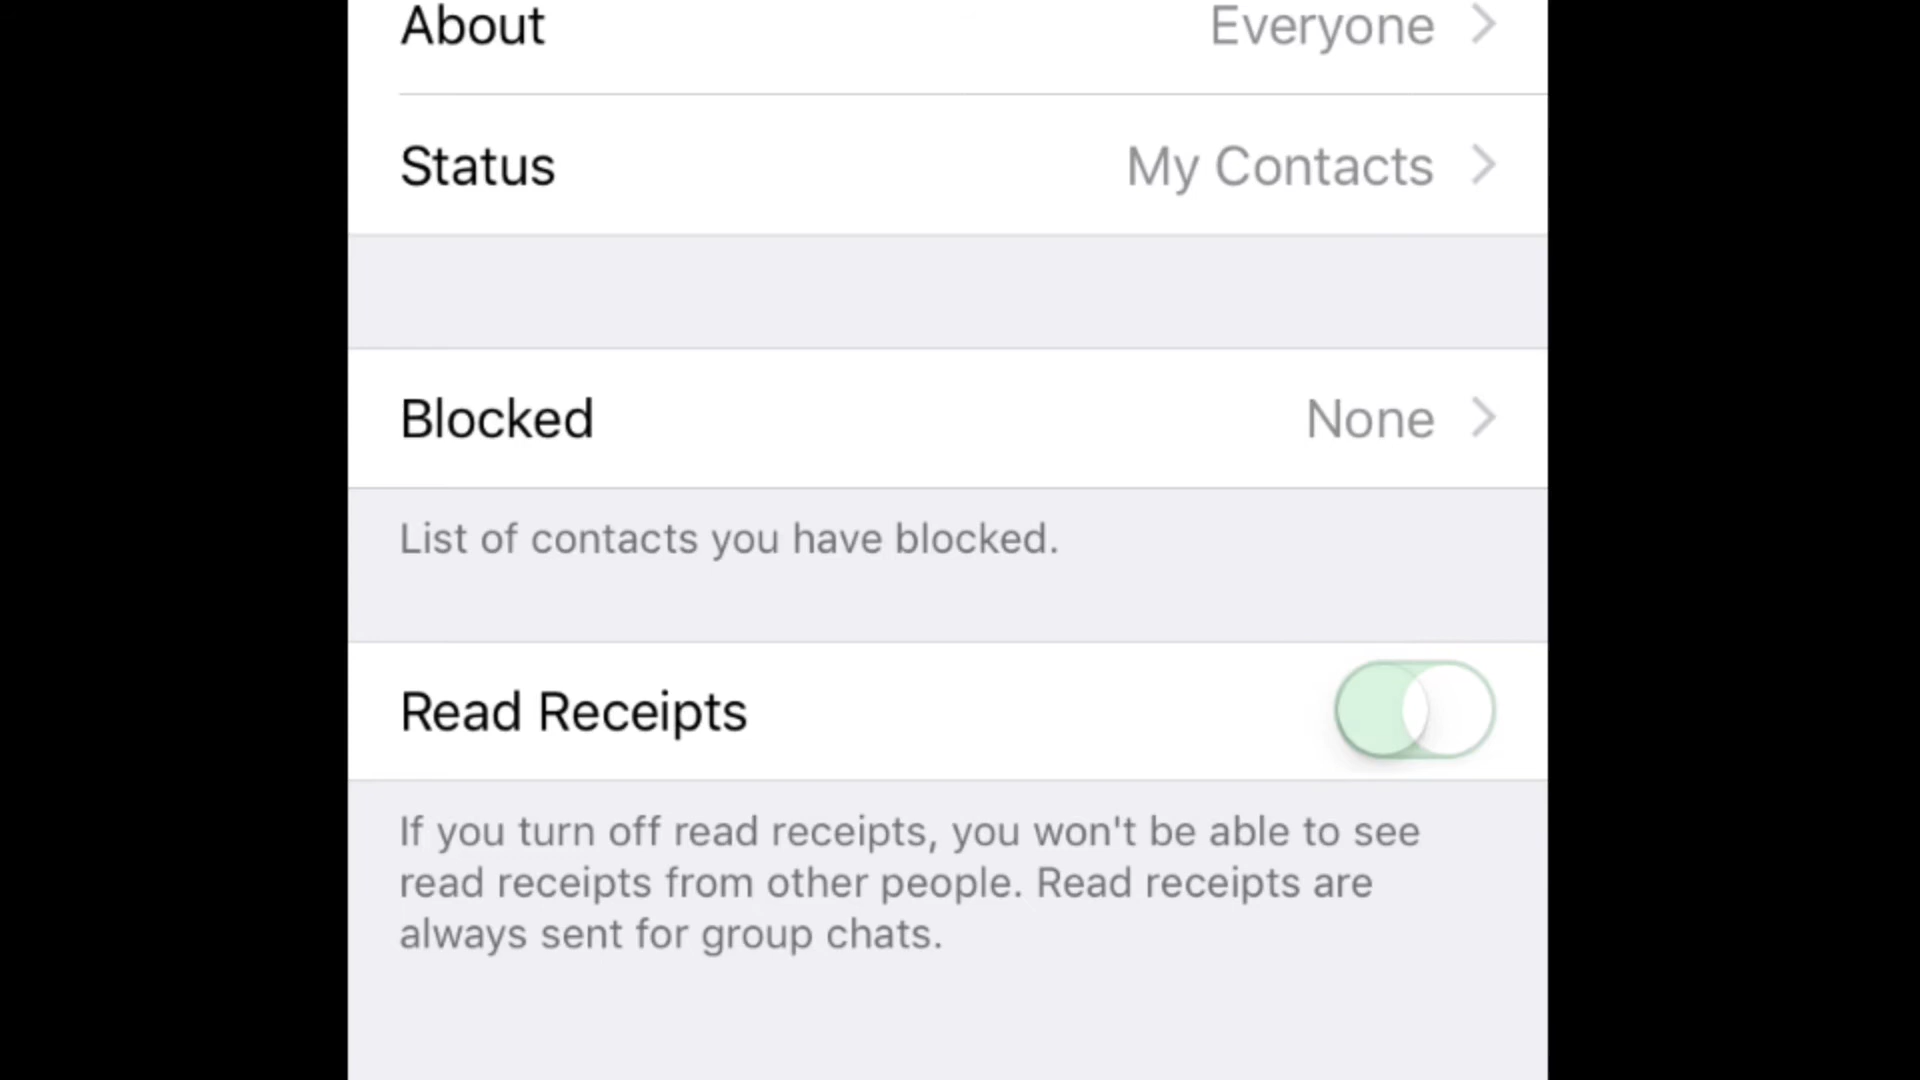 About Everyone
Status My Contacts
Blocked None
List of contacts you have blocked.
Read Receipts
If you turn off read receipts, you won't be able to see
read receipts from other people. Read receipts are
always sent for group chats.